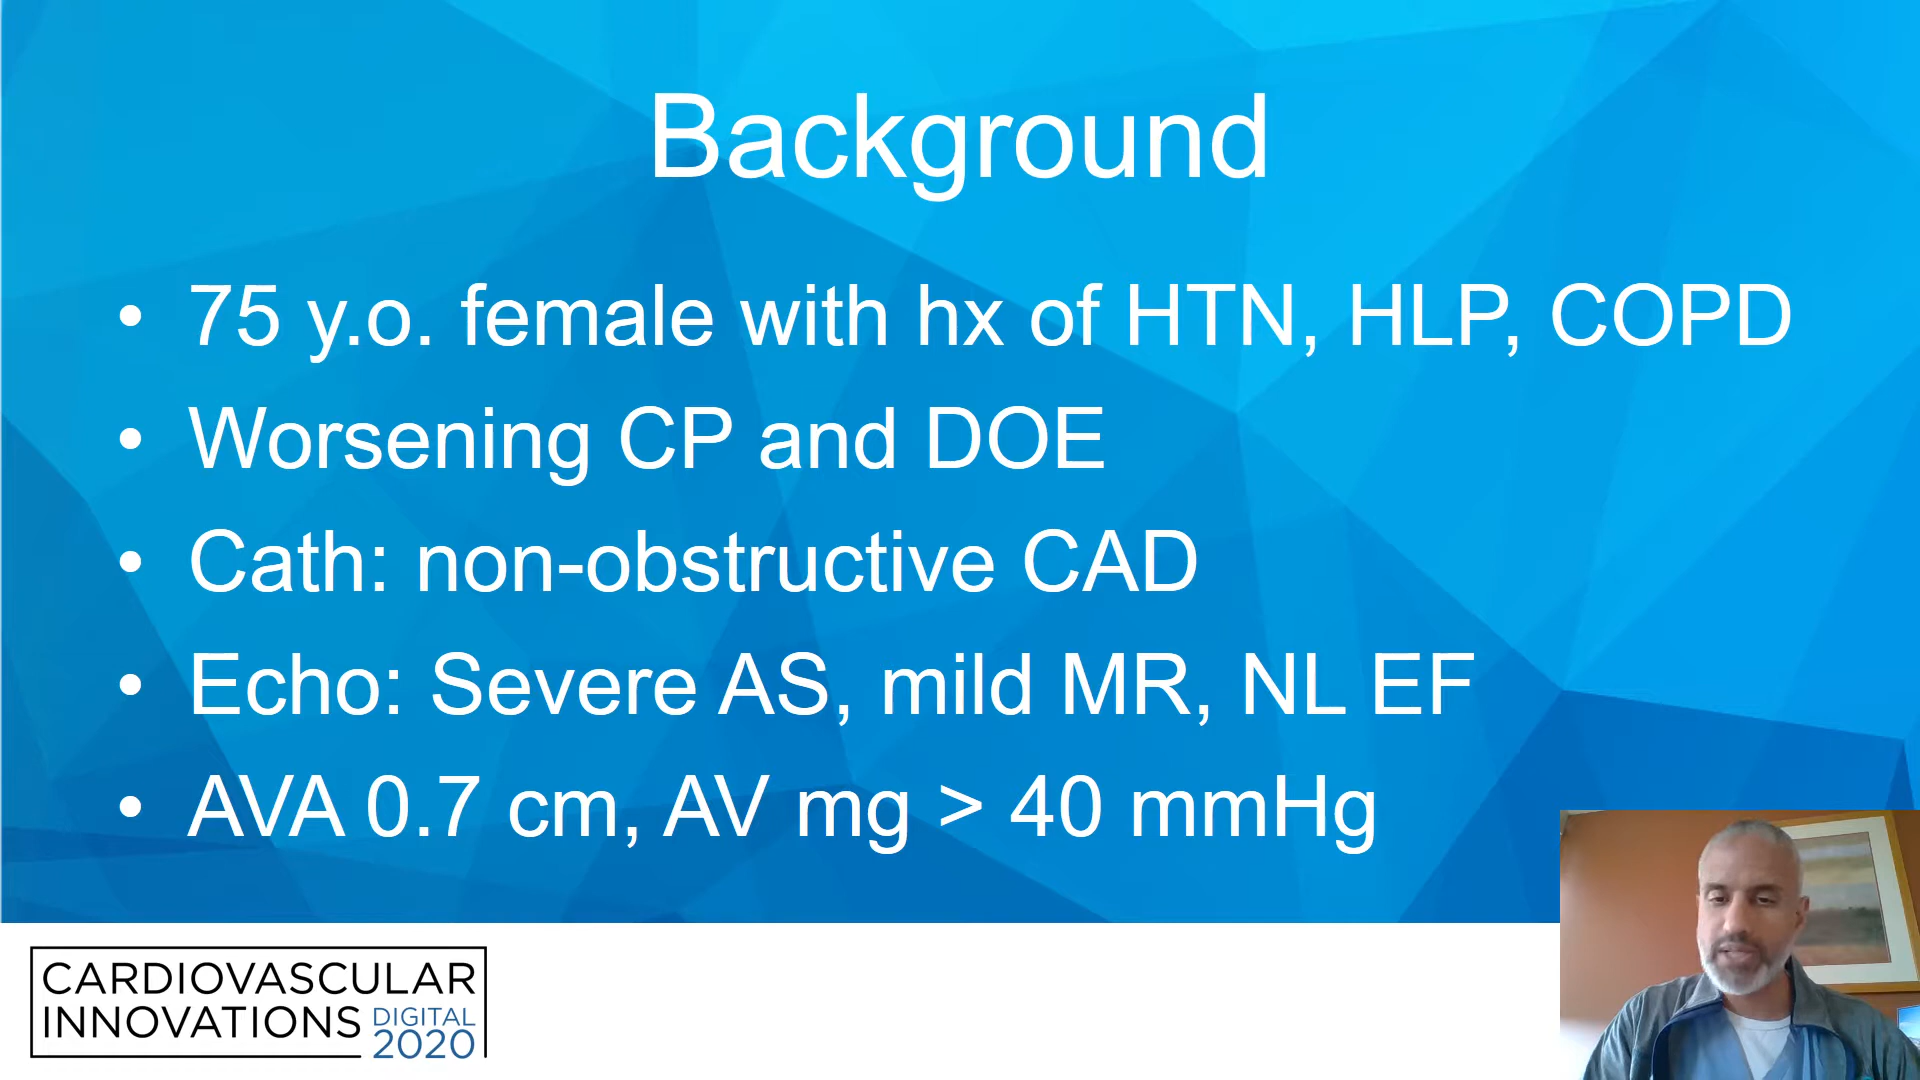 Background
• 75 y.o. female with hx of HTN, HLP, COPD
• Worsening CP and DOE
• Cath: non-obstructive CAD
• Echo: Severe AS, mild MR, NL EF
• AVA 0.7 cm, AV mg > 40 mmHg
CARDIOVASCULAR
INNOVATIONS DIGITAL
2020